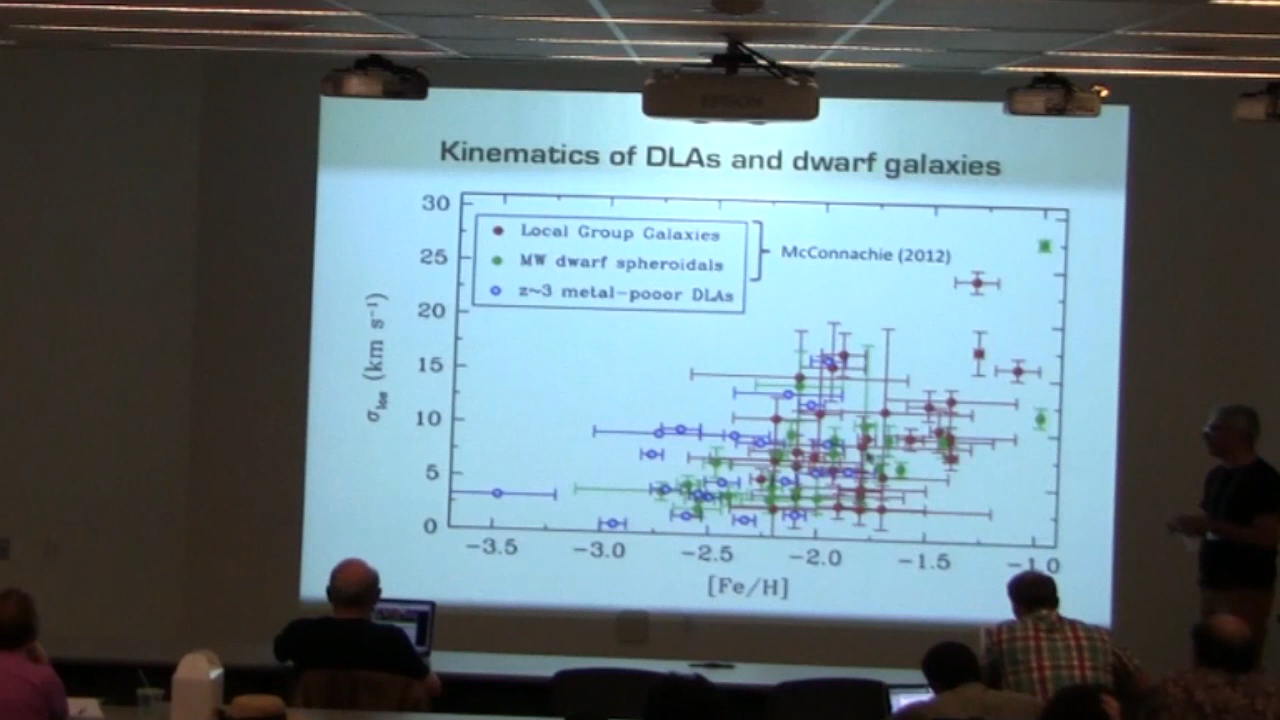 EPSON
Kinematics of DLAs and dwarf galaxies
30
25
20
15
10
5
0
σlos (km s⁻¹)
Local Group Galaxies
MW dwarf spheroidals
z~3 metal-pooor DLAs
McConnachie (2012)
-3.5 -3.0 -2.5 -2.0 -1.5 -1.0
[Fe/H]